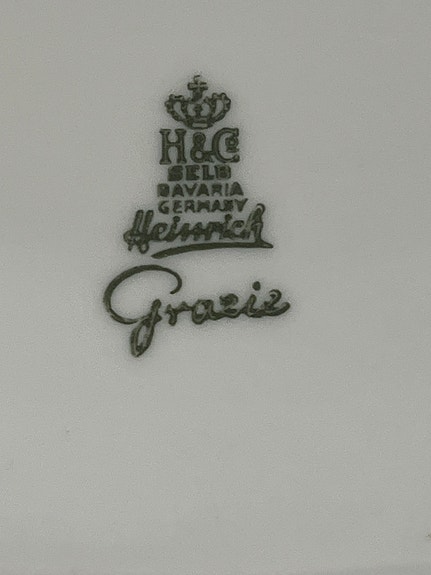 H&Co
SELB
BAVARIA
GERMANY
Heinrich
Grazie